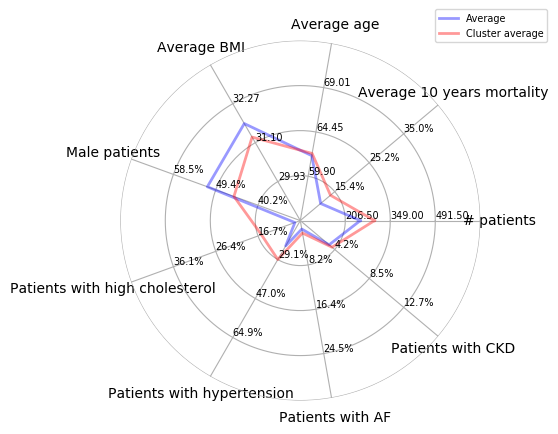 Average
Cluster average
Average age
Average BMI
69.01
Average 10 years mortality
32.27
35.0%
64.45
31.10
Male patients
25.2%
58.5%
59.90
29.93
49.4%
15.4%
40.2%
206.50 349.00 491.50 # patients
16.7%
4.2%
26.4%
29.1%
8.2%
36.1%
8.5%
Patients with high cholesterol
47.0%
16.4%
12.7%
64.9%
24.5%
Patients with CKD
Patients with hypertension
Patients with AF